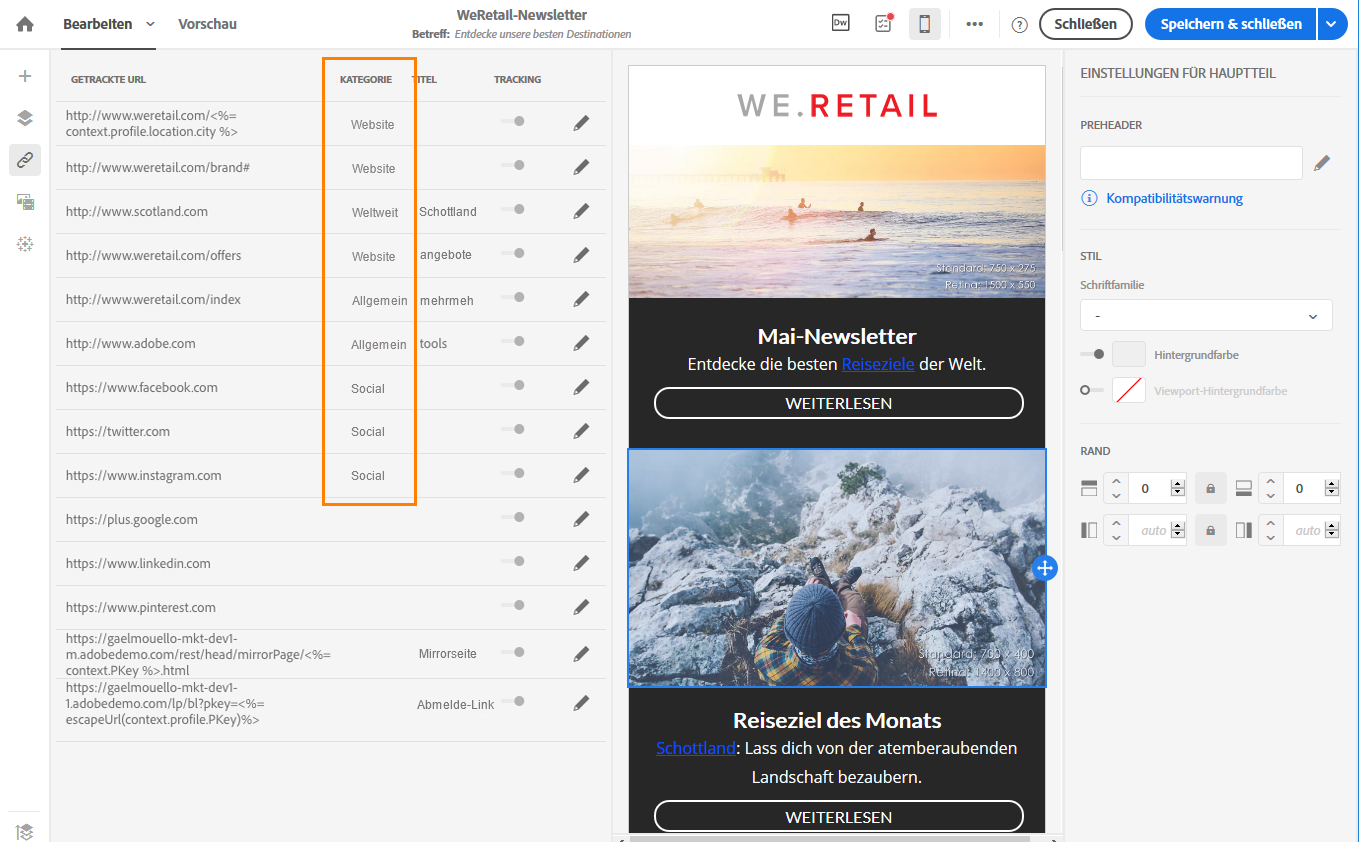 Bearbeiten
Vorschau
WeRetail-Newsletter
Betreff: Entdecke unsere besten Destinationen
Dw
Schließen
Speichern & schließen
GETRACKTE URL
KATEGORIE
TITEL
TRACKING
http://www.weretail.com/<%=
context.profile.location.city %>
Website
http://www.weretail.com/brand#
Website
http://www.scotland.com
Weltweit
Schottland
http://www.weretail.com/offers
Website
angebote
http://www.weretail.com/index
Allgemein
mehrmeh
http://www.adobe.com
Allgemein
tools
https://www.facebook.com
Social
https://twitter.com
Social
https://www.instagram.com
Social
https://plus.google.com
https://www.linkedin.com
https://www.pinterest.com
https://gaelmouello-mkt-dev1-
m.adobedemo.com/rest/head/mirrorPage/<%=
context.PKey %>.html
Mirrorseite
https://gaelmouello-mkt-dev1-
1.adobedemo.com/lp/bl?pkey=<%=
escapeUrl(context.profile.PKey)%>
Abmelde-Link
WE.RETAIL
Standard: 750 x 275
Retina: 1500 x 550
Mai-Newsletter
Entdecke die besten Reiseziele der Welt.
WEITERLESEN
Standard: 700 x 400
Retina: 1400 x 800
Reiseziel des Monats
Schottland: Lass dich von der atemberaubenden
Landschaft bezaubern.
WEITERLESEN
EINSTELLUNGEN FÜR HAUPTTEIL
PREHEADER
Kompatibilitätswarnung
STIL
Schriftfamilie
-
Hintergrundfarbe
Viewport-Hintergrundfarbe
RAND
0
0
auto
auto